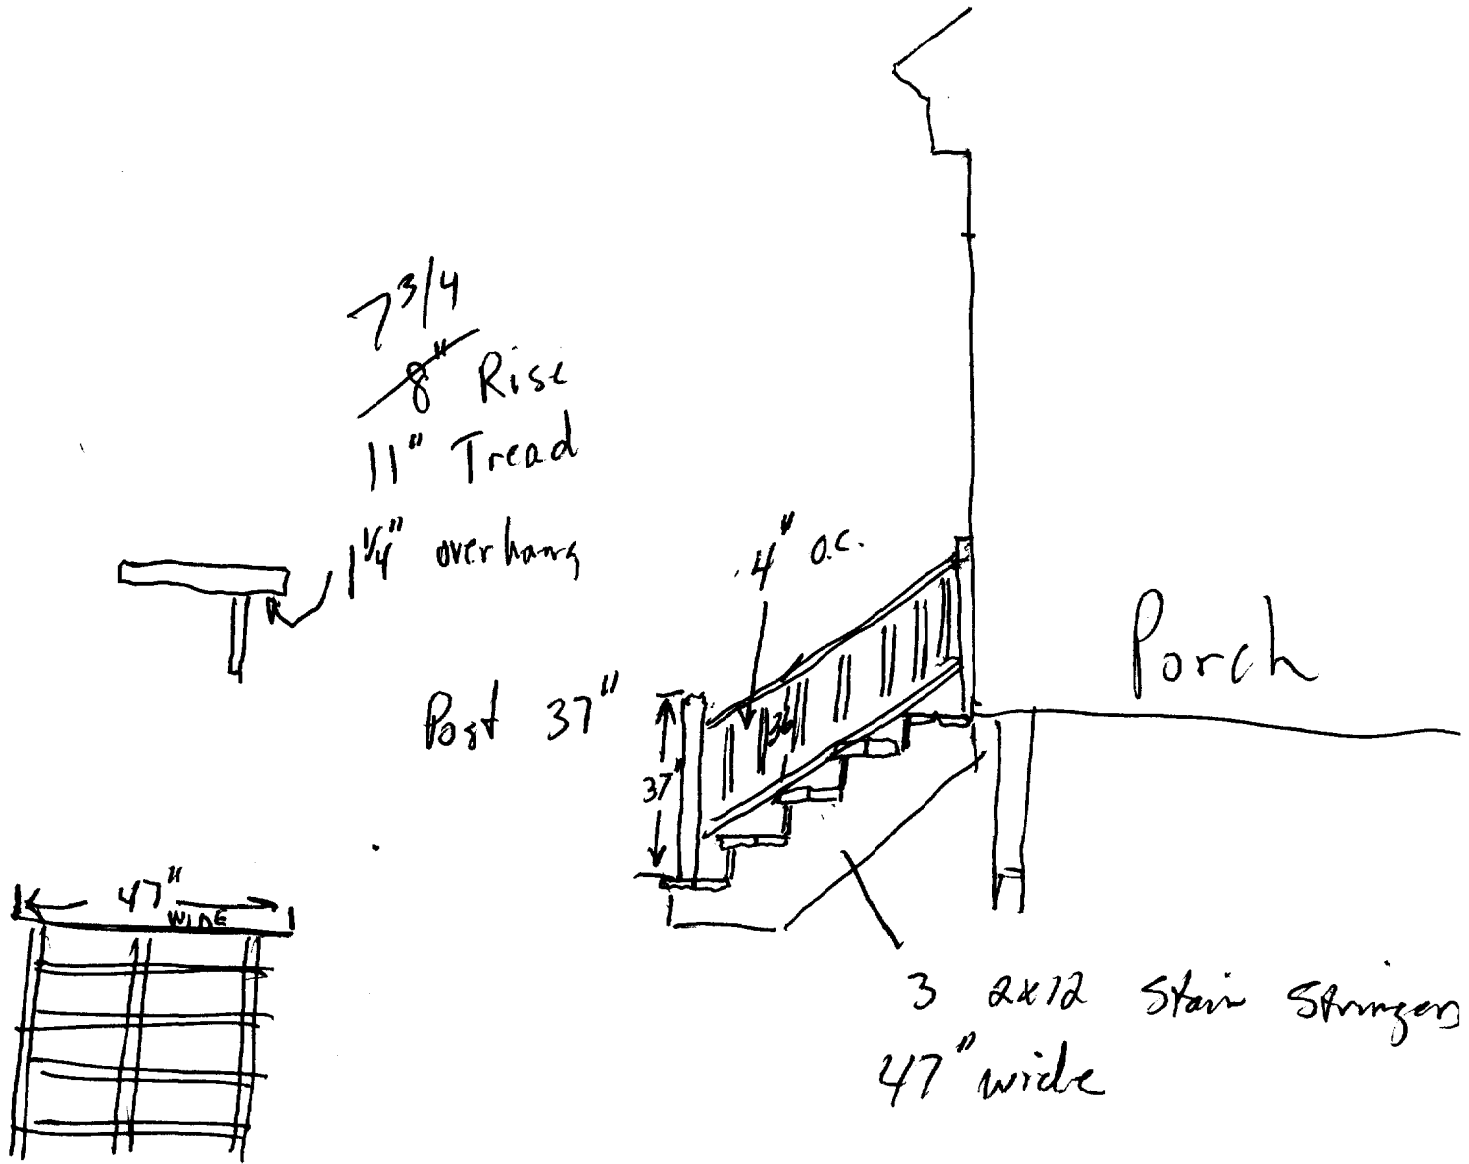 7 3/4
8" Rise
11" Tread
1 1/4" overhang
4" O.C.
Porch
Post 37"
36
37"
47"
WIDE
3 2x12 Stair Stringers
47" wide